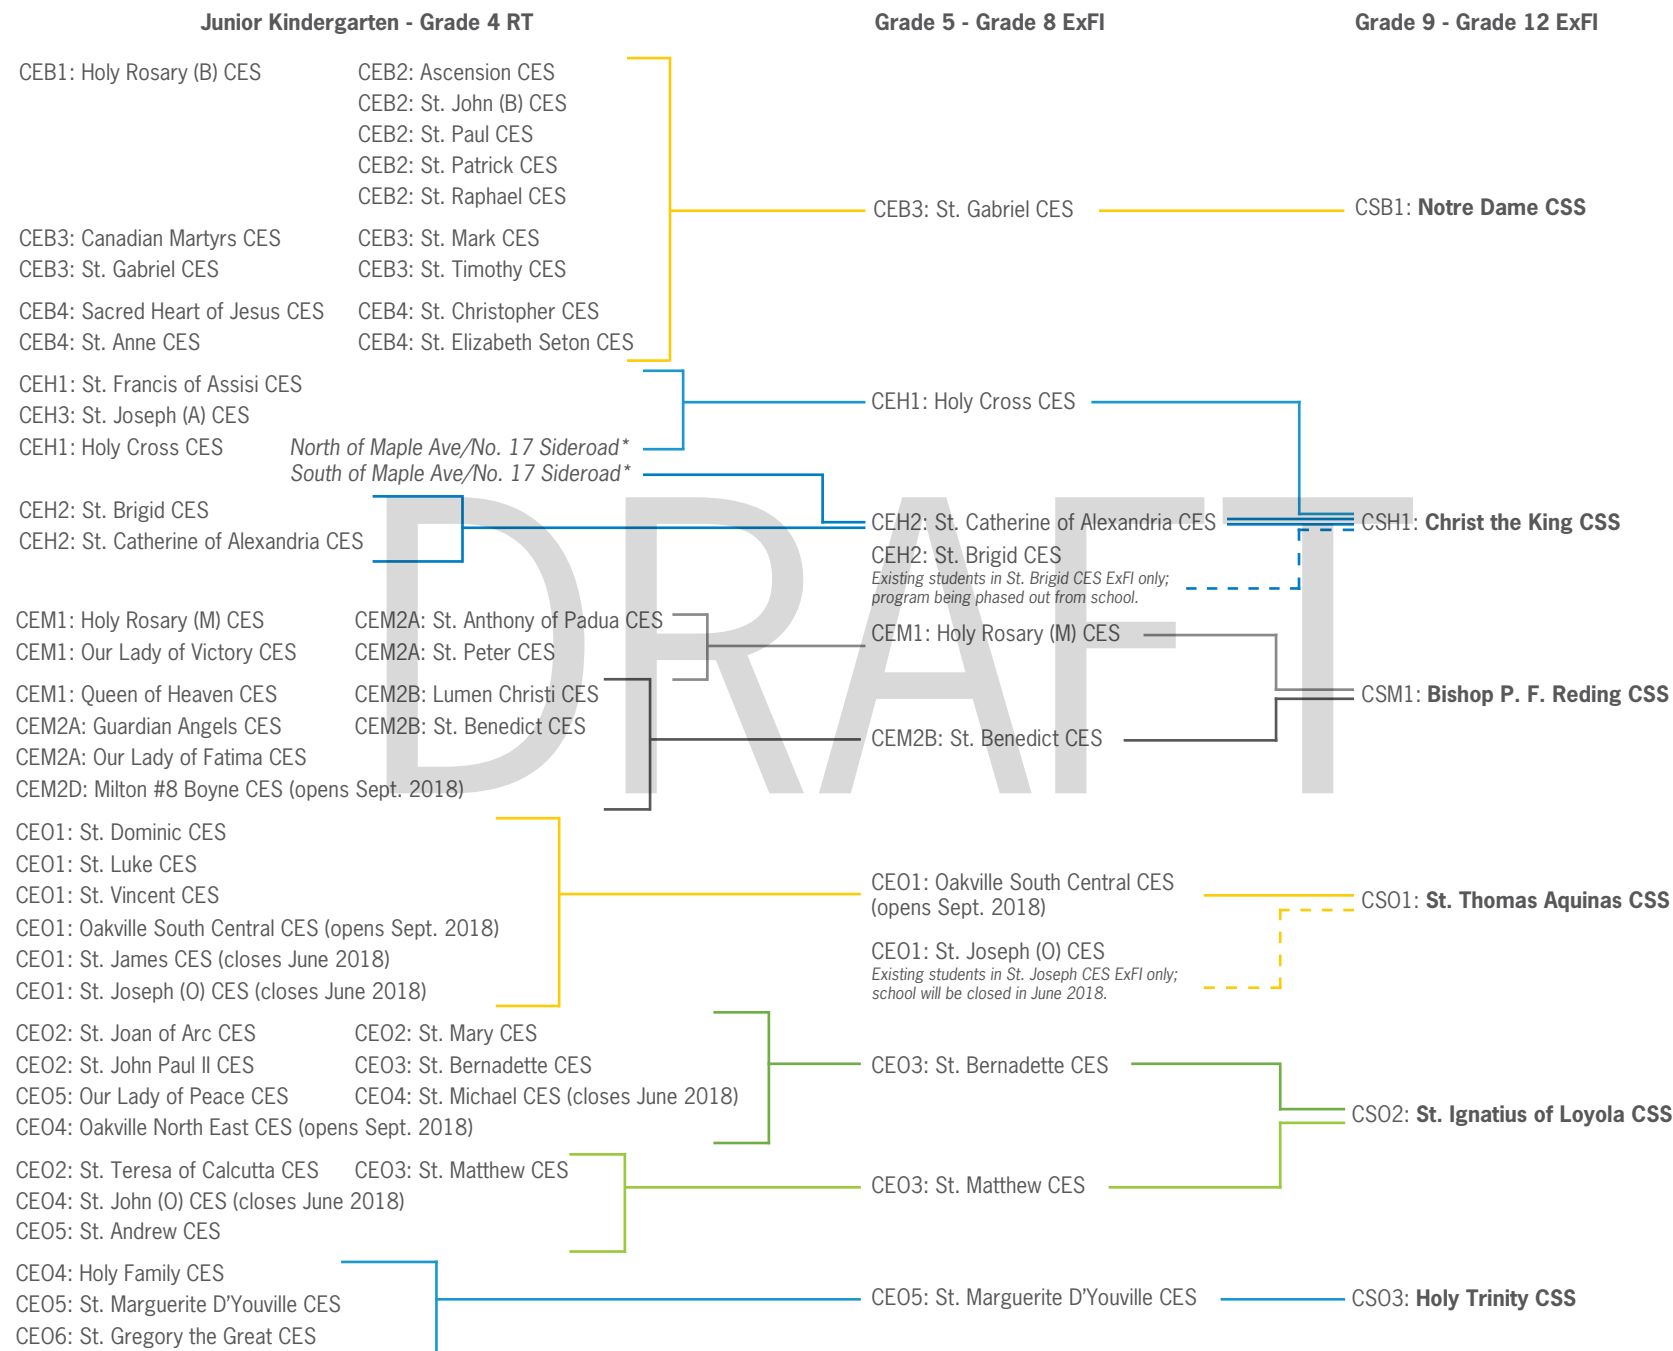 Junior Kindergarten - Grade 4 RT
Grade 5 - Grade 8 ExFI
Grade 9 - Grade 12 ExFI
CEB1: Holy Rosary (B) CES
CEB2: Ascension CES
CEB2: St. John (B) CES
CEB2: St. Paul CES
CEB2: St. Patrick CES
CEB2: St. Raphael CES
CEB3: St. Gabriel CES
CSB1: Notre Dame CSS
CEB3: Canadian Martyrs CES
CEB3: St. Mark CES
CEB3: St. Gabriel CES
CEB3: St. Timothy CES
CEB4: Sacred Heart of Jesus CES
CEB4: St. Christopher CES
CEB4: St. Anne CES
CEB4: St. Elizabeth Seton CES
CEH1: St. Francis of Assisi CES
CEH3: St. Joseph (A) CES
CEH1: Holy Cross CES
CEH1: Holy Cross CES
North of Maple Ave/No. 17 Sideroad*
South of Maple Ave/No. 17 Sideroad*
CEH2: St. Brigid CES
CEH2: St. Catherine of Alexandria CES
CEH2: St. Catherine of Alexandria CES
CSH1: Christ the King CSS
CEH2: St. Brigid CES
Existing students in St. Brigid CES ExFI only;
program being phased out from school.
DRAFT
CEM1: Holy Rosary (M) CES
CEM2A: St. Anthony of Padua CES
CEM1: Holy Rosary (M) CES
CEM1: Our Lady of Victory CES
CEM2A: St. Peter CES
CEM1: Queen of Heaven CES
CEM2B: Lumen Christi CES
CSM1: Bishop P. F. Reding CSS
CEM2A: Guardian Angels CES
CEM2B: St. Benedict CES
CEM2B: St. Benedict CES
CEM2A: Our Lady of Fatima CES
CEM2D: Milton #8 Boyne CES (opens Sept. 2018)
CEO1: St. Dominic CES
CEO1: St. Luke CES
CEO1: St. Vincent CES
CEO1: Oakville South Central CES (opens Sept. 2018)
CEO1: St. James CES (closes June 2018)
CEO1: St. Joseph (O) CES (closes June 2018)
CEO1: Oakville South Central CES
(opens Sept. 2018)
CSO1: St. Thomas Aquinas CSS
CEO1: St. Joseph (O) CES
Existing students in St. Joseph CES ExFI only;
school will be closed in June 2018.
CEO2: St. Joan of Arc CES
CEO2: St. Mary CES
CEO2: St. John Paul II CES
CEO3: St. Bernadette CES
CEO3: St. Bernadette CES
CEO5: Our Lady of Peace CES
CEO4: St. Michael CES (closes June 2018)
CEO4: Oakville North East CES (opens Sept. 2018)
CSO2: St. Ignatius of Loyola CSS
CEO2: St. Teresa of Calcutta CES
CEO3: St. Matthew CES
CEO3: St. Matthew CES
CEO4: St. John (O) CES (closes June 2018)
CEO5: St. Andrew CES
CEO4: Holy Family CES
CEO5: St. Marguerite D'Youville CES
CEO5: St. Marguerite D'Youville CES
CSO3: Holy Trinity CSS
CEO6: St. Gregory the Great CES